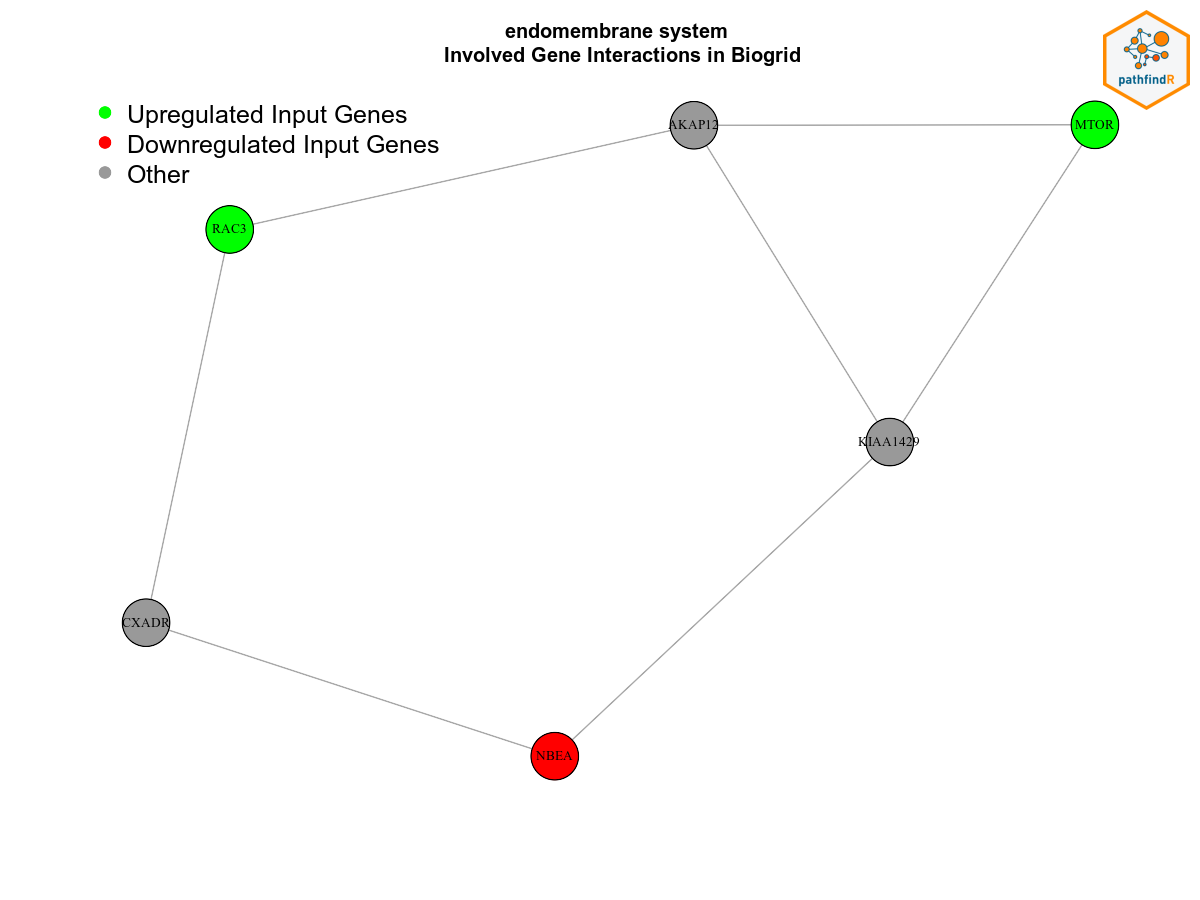 endomembrane system
Involved Gene Interactions in Biogrid
pathfindR
Upregulated Input Genes
Downregulated Input Genes
Other
AKAP12
MTOR
RAC3
KIAA1429
CXADR
NBEA